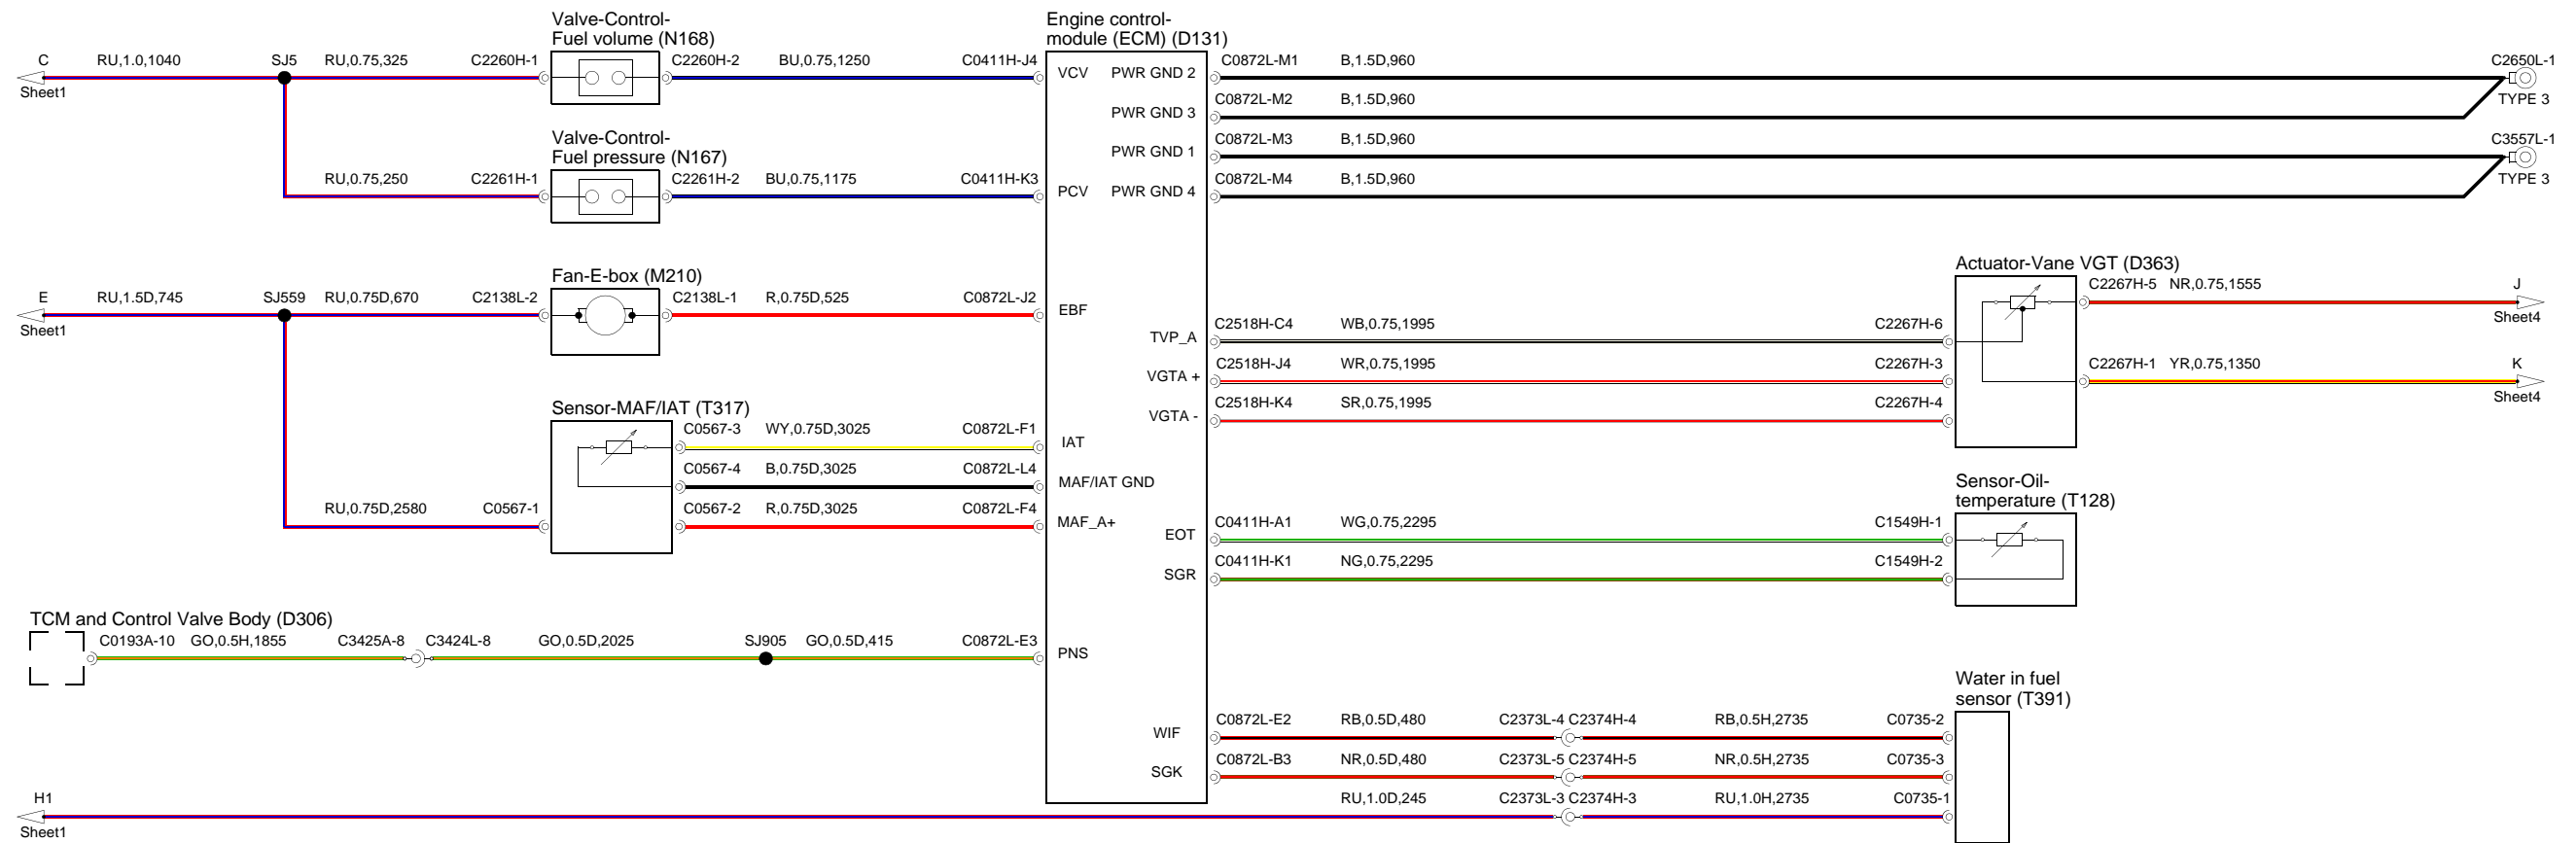 Valve-Control-
Fuel volume (N168)
C
RU,1.0,1040
SJ5
RU,0.75,325
C2260H-1
C2260H-2
BU,0.75,1250
C0411H-J4
Sheet1
Valve-Control-
Fuel pressure (N167)
RU,0.75,250
C2261H-1
C2261H-2
BU,0.75,1175
C0411H-K3
Engine control-
module (ECM) (D131)
VCV
PWR GND 2
PWR GND 3
PWR GND 1
PCV
PWR GND 4
C0872L-M1
B,1.5D,960
C2650L-1
C0872L-M2
B,1.5D,960
TYPE 3
C0872L-M3
B,1.5D,960
C3557L-1
C0872L-M4
B,1.5D,960
TYPE 3
Fan-E-box (M210)
E
RU,1.5D,745
SJ559
RU,0.75D,670
C2138L-2
C2138L-1
R,0.75D,525
C0872L-J2
EBF
Sheet1
Actuator-Vane VGT (D363)
C2267H-5
NR,0.75,1555
J
Sheet4
TVP_A
C2518H-C4
WB,0.75,1995
C2267H-6
VGTA +
C2518H-J4
WR,0.75,1995
C2267H-3
C2267H-1
YR,0.75,1350
K
Sheet4
VGTA -
C2518H-K4
SR,0.75,1995
C2267H-4
Sensor-MAF/IAT (T317)
C0567-3
WY,0.75D,3025
C0872L-F1
IAT
C0567-4
B,0.75D,3025
C0872L-L4
MAF/IAT GND
RU,0.75D,2580
C0567-1
C0567-2
R,0.75D,3025
C0872L-F4
MAF_A+
Sensor-Oil-
temperature (T128)
EOT
C0411H-A1
WG,0.75,2295
C1549H-1
SGR
C0411H-K1
NG,0.75,2295
C1549H-2
TCM and Control Valve Body (D306)
C0193A-10
GO,0.5H,1855
C3425A-8
C3424L-8
GO,0.5D,2025
SJ905
GO,0.5D,415
C0872L-E3
PNS
Water in fuel
sensor (T391)
WIF
C0872L-E2
RB,0.5D,480
C2373L-4
C2374H-4
RB,0.5H,2735
C0735-2
SGK
C0872L-B3
NR,0.5D,480
C2373L-5
C2374H-5
NR,0.5H,2735
C0735-3
H1
RU,1.0D,245
C2373L-3
C2374H-3
RU,1.0H,2735
C0735-1
Sheet1